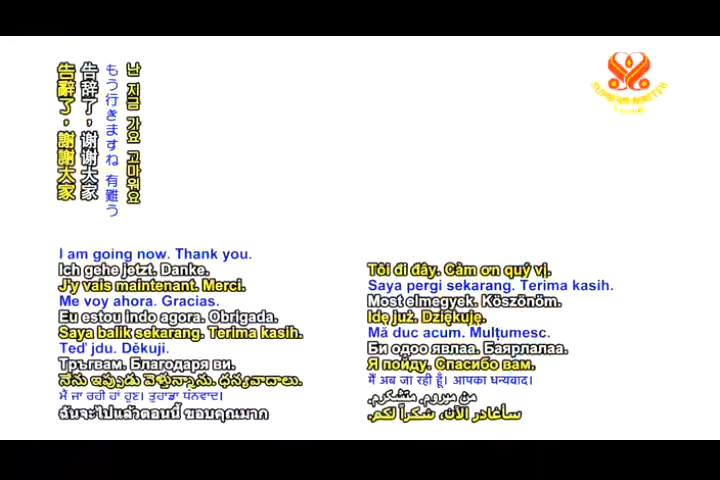 告辭了，謝謝大家
告辞了，谢谢大家
もう行きますね 有難う
난 지금 가요 고마워요
I am going now. Thank you.
Ich gehe jetzt. Danke.
J'y vais maintenant. Merci.
Me voy ahora. Gracias.
Eu estou indo agora. Obrigada.
Saya balik sekarang. Terima kasih.
Teď jdu. Děkuji.
Тръгвам. Благодаря ви.
నేను ఇప్పుడు వెళ్తున్నాను. ధన్యవాదాలు.
ਮੈਂ ਜਾ ਰਹੀ ਹਾਂ ਹੁਣ। ਤੁਹਾਡਾ ਧੰਨਵਾਦ।
ฉันจะไปแล้วตอนนี้ ขอบคุณมาก
Tôi đi đây. Cảm ơn quý vị.
Saya pergi sekarang. Terima kasih.
Most elmegyek. Köszönöm.
Idę już. Dziękuję.
Mă duc acum. Mulţumesc.
Би одоо явлаа. Баярлалаа.
Я пойду. Спасибо вам.
मैं अब जा रही हूँ। आपका धन्यवाद।
من میروم. متشکرم.
سأغادر الآن، شكراً لكم.